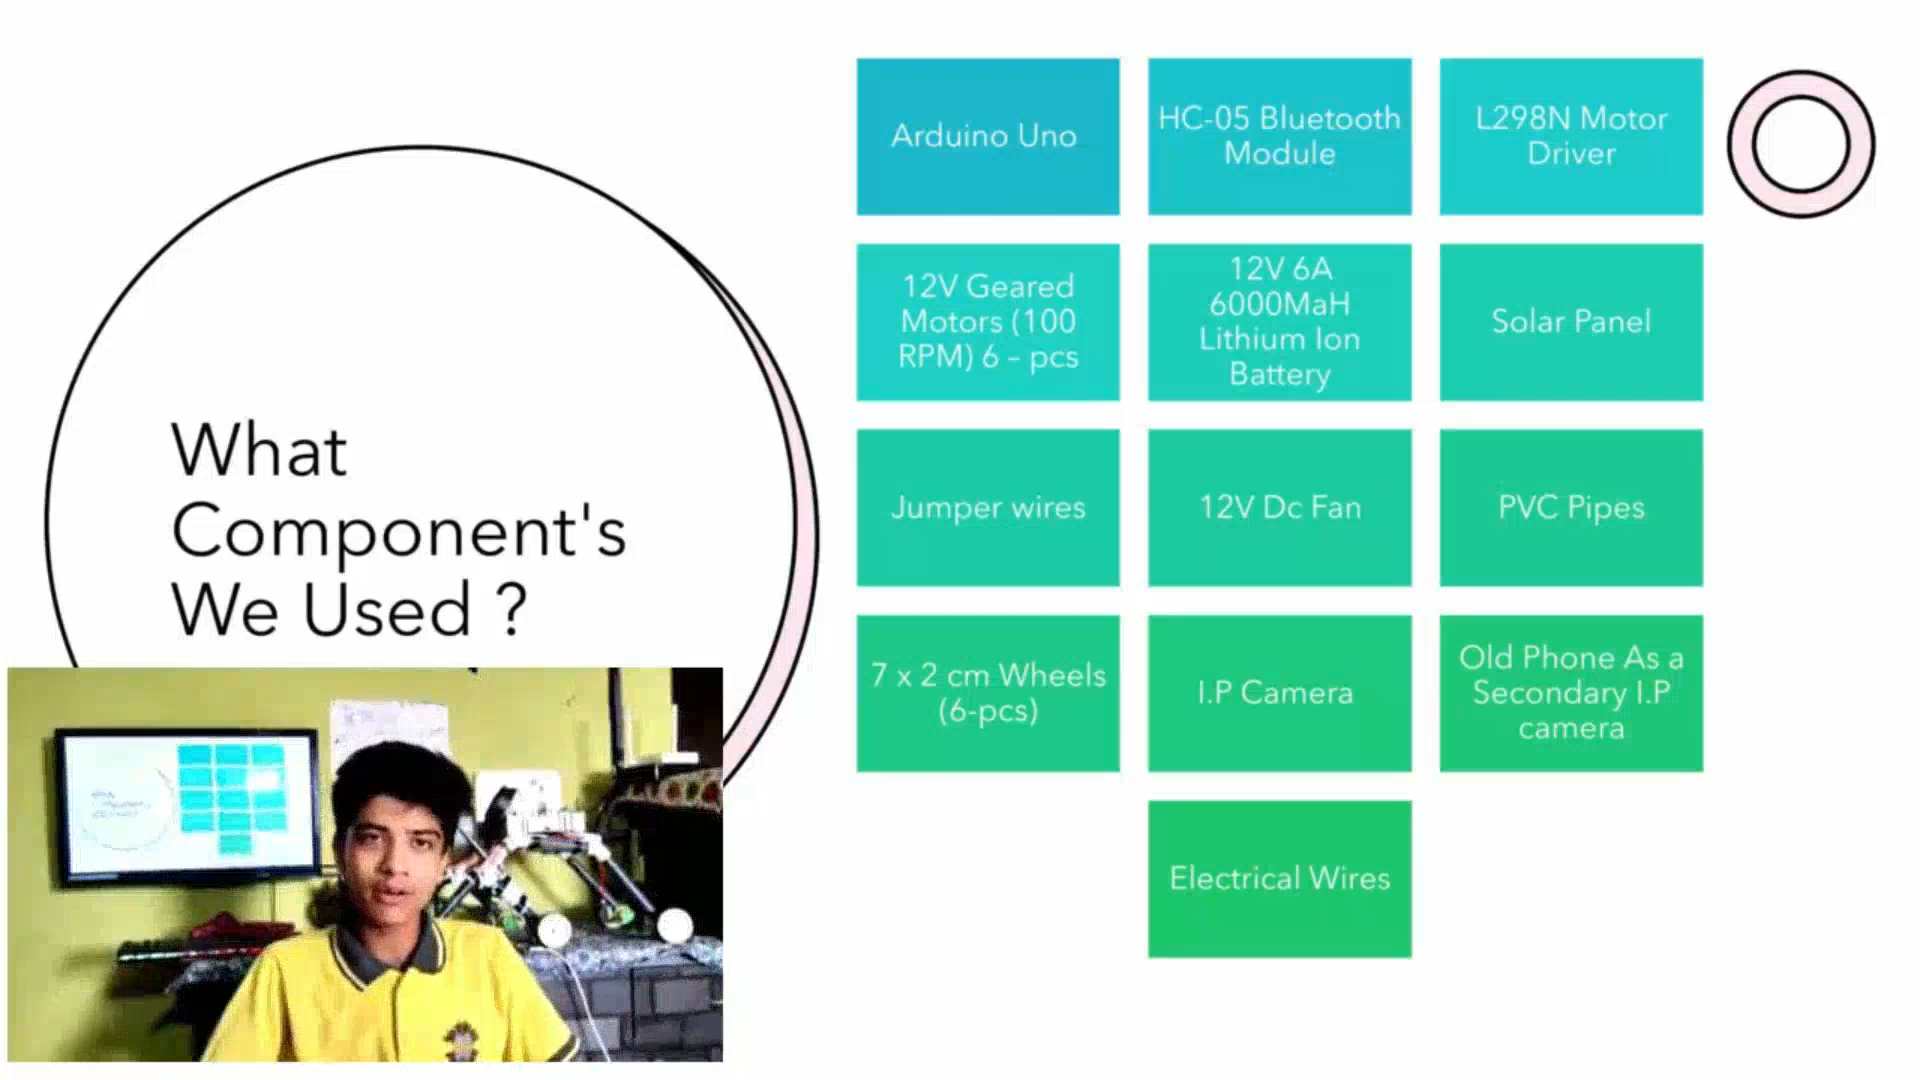 What
Component's
We Used ?
Arduino Uno
HC-05 Bluetooth
Module
L298N Motor
Driver
12V Geared
Motors (100
RPM) 6 – pcs
12V 6A
6000MaH
Lithium Ion
Battery
Solar Panel
Jumper wires
12V Dc Fan
PVC Pipes
7 x 2 cm Wheels
(6-pcs)
I.P Camera
Old Phone As a
Secondary I.P
camera
Electrical Wires